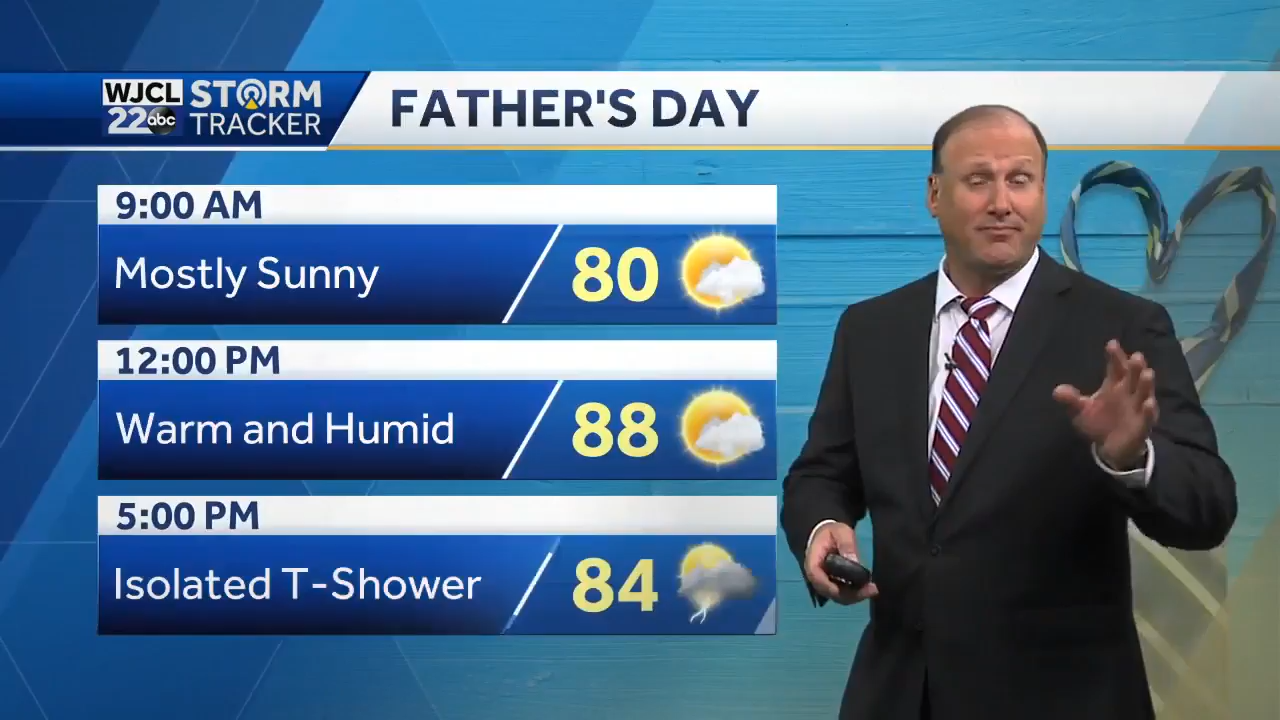 WJCL
22 abc
STORM
TRACKER
FATHER'S DAY
9:00 AM
Mostly Sunny 80
12:00 PM
Warm and Humid 88
5:00 PM
Isolated T-Shower 84